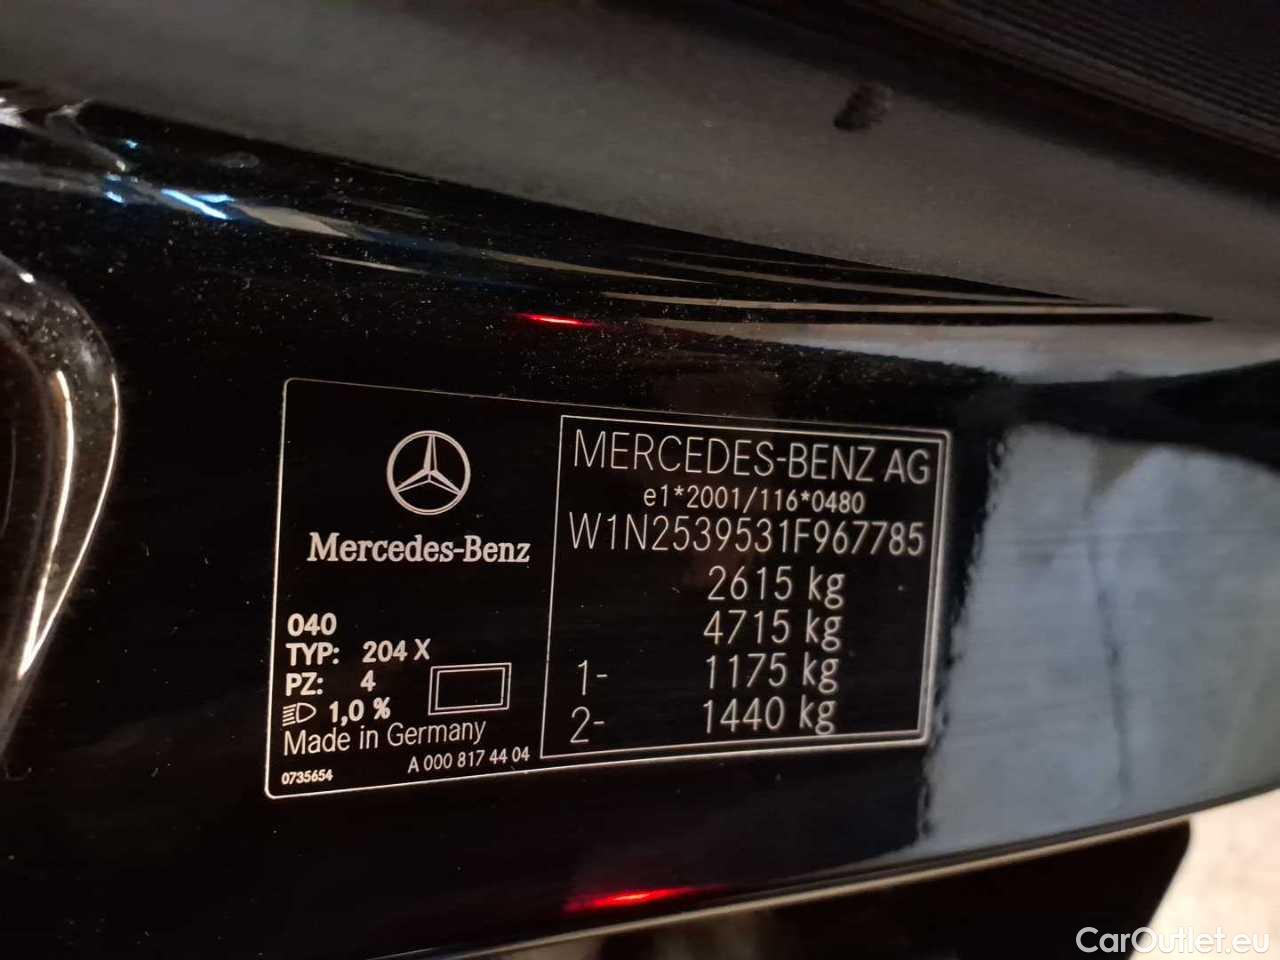 Mercedes-Benz
040
TYP: 204 X
PZ: 4
1,0 %
Made in Germany
0735654
A 000 817 44 04
MERCEDES-BENZ AG
e1*2001/116*0480
W1N2539531F967785
2615 kg
4715 kg
1- 1175 kg
2- 1440 kg
CarOutlet.eu